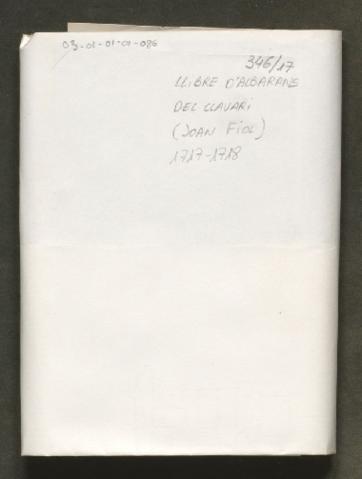 03-01-01-01-086
346/17
LLIBRE D'ALBARANS
DEL CLAVARI
(JOAN FIOL)
1717-1718